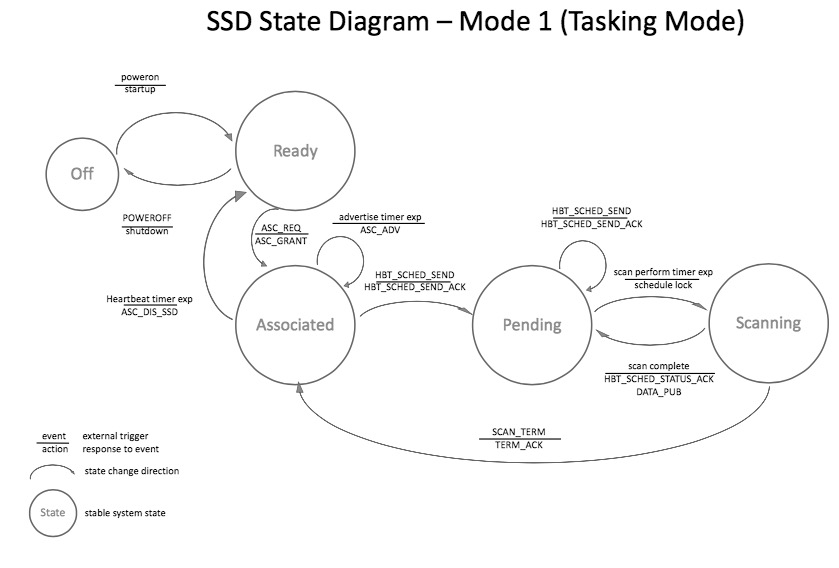 SSD State Diagram – Mode 1 (Tasking Mode)
poweron
startup
Off
Ready
POWEROFF
shutdown
ASC_REQ
ASC_GRANT
advertise timer exp
ASC_ADV
HBT_SCHED_SEND
HBT_SCHED_SEND_ACK
Heartbeat timer exp
ASC_DIS_SSD
HBT_SCHED_SEND
HBT_SCHED_SEND_ACK
scan perform timer exp
schedule lock
Associated
Pending
Scanning
scan complete
HBT_SCHED_STATUS_ACK
DATA_PUB
SCAN_TERM
TERM_ACK
event external trigger
action response to event
state change direction
State stable system state